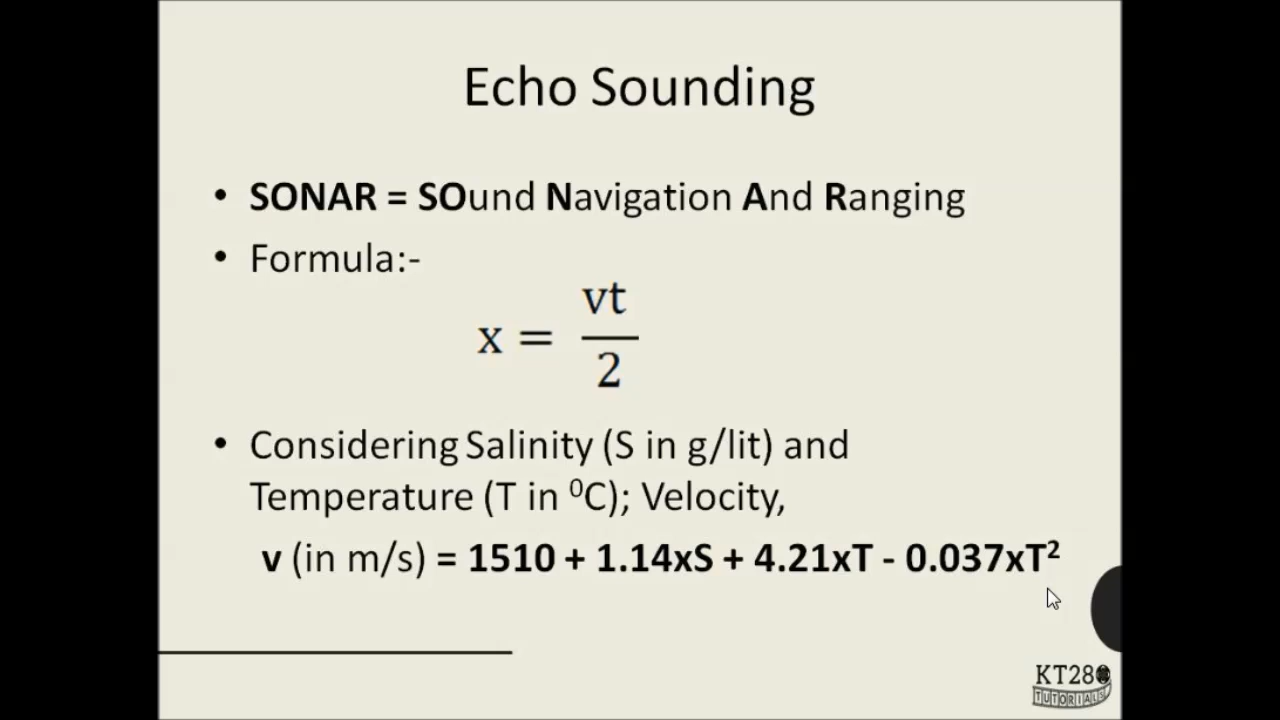 Echo Sounding
• SONAR = SOund Navigation And Ranging
• Formula:-
x = vt/2
• Considering Salinity (S in g/lit) and
Temperature (T in ⁰C); Velocity,
v (in m/s) = 1510 + 1.14xS + 4.21xT - 0.037xT²
KT280
TUTORIALS